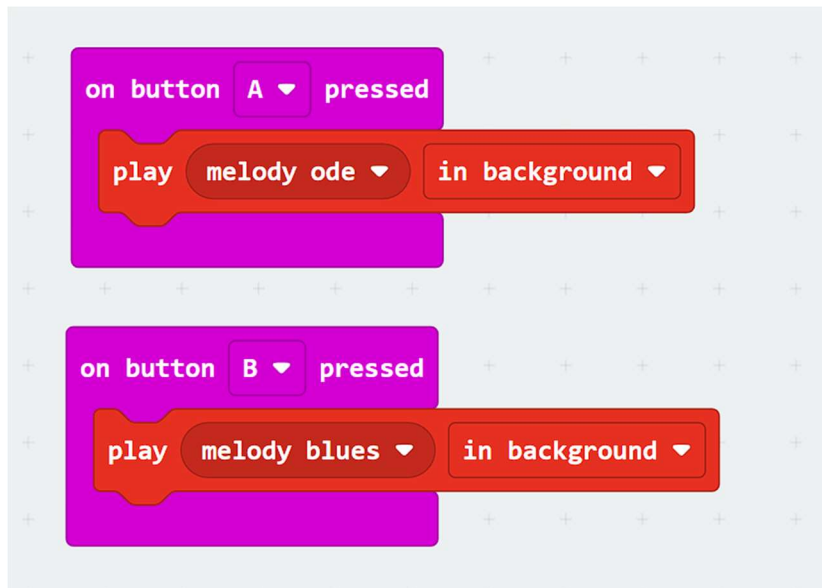 on button A pressed
play melody ode in background
on button B pressed
play melody blues in background